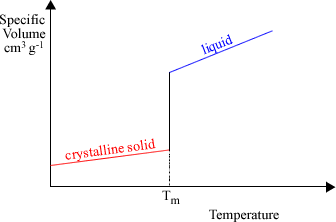 Specific
Volume
cm³ g⁻¹
liquid
crystalline solid
Tₘ
Temperature